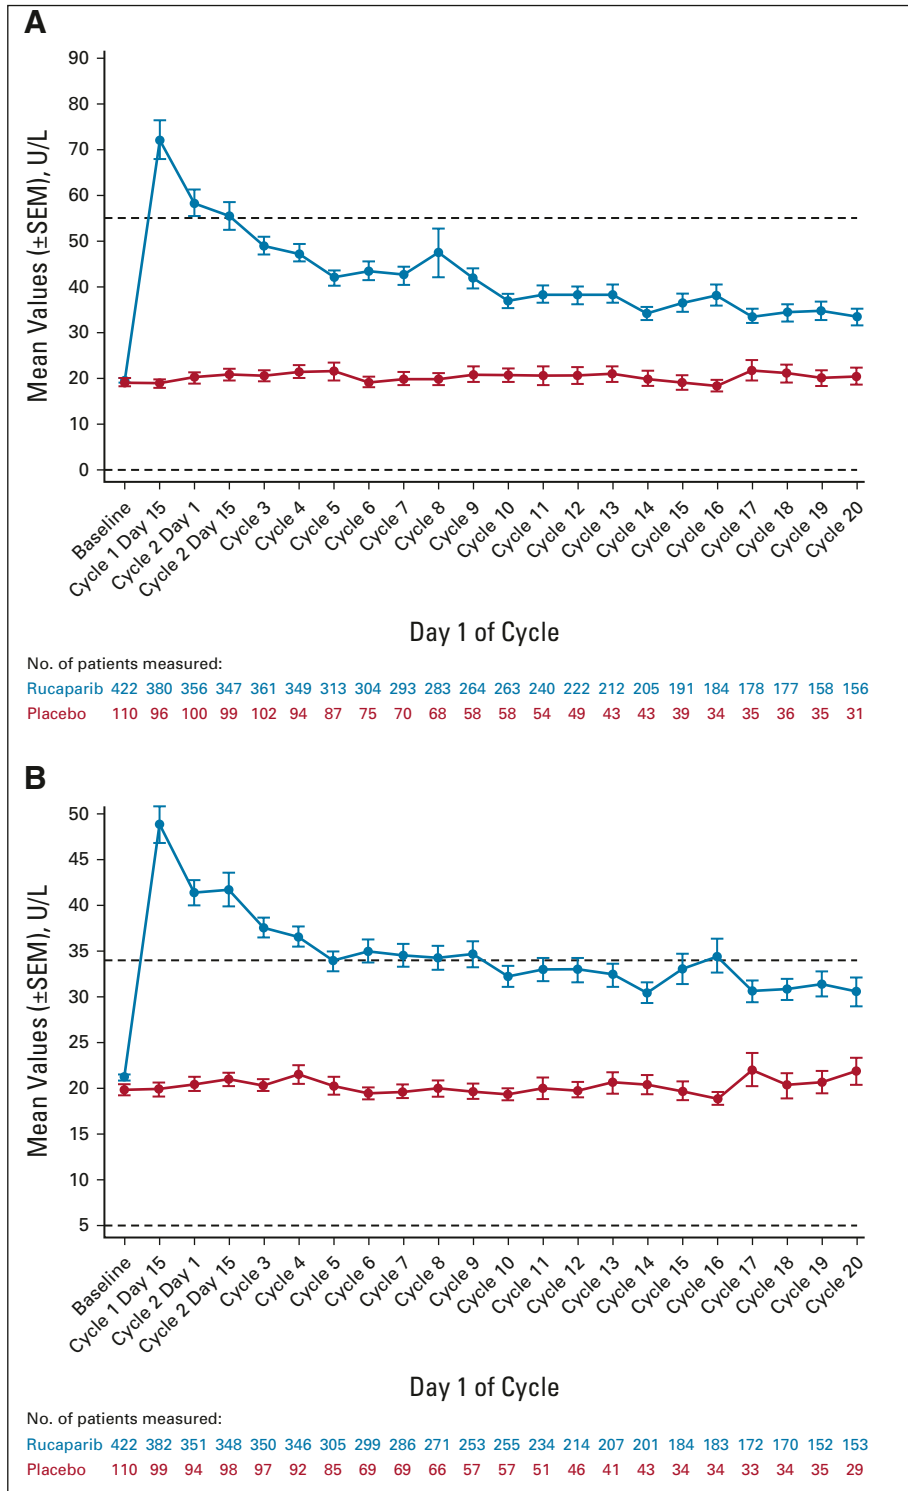 A
Mean Values (±SEM), U/L
90
80
70
60
50
40
30
20
10
0
Baseline
Cycle 1 Day 15
Cycle 2 Day 1
Cycle 2 Day 15
Cycle 3
Cycle 4
Cycle 5
Cycle 6
Cycle 7
Cycle 8
Cycle 9
Cycle 10
Cycle 11
Cycle 12
Cycle 13
Cycle 14
Cycle 15
Cycle 16
Cycle 17
Cycle 18
Cycle 19
Cycle 20
Day 1 of Cycle
No. of patients measured:
Rucaparib 422 380 356 347 361 349 313 304 293 283 264 263 240 222 212 205 191 184 178 177 158 156
Placebo 110 96 100 99 102 94 87 75 70 68 58 58 54 49 43 43 39 34 35 36 35 31
B
Mean Values (±SEM), U/L
50
45
40
35
30
25
20
15
10
5
Baseline
Cycle 1 Day 15
Cycle 2 Day 1
Cycle 2 Day 15
Cycle 3
Cycle 4
Cycle 5
Cycle 6
Cycle 7
Cycle 8
Cycle 9
Cycle 10
Cycle 11
Cycle 12
Cycle 13
Cycle 14
Cycle 15
Cycle 16
Cycle 17
Cycle 18
Cycle 19
Cycle 20
Day 1 of Cycle
No. of patients measured:
Rucaparib 422 382 351 348 350 346 305 299 286 271 253 255 234 214 207 201 184 183 172 170 152 153
Placebo 110 99 94 98 97 92 85 69 69 66 57 57 51 46 41 43 34 34 33 34 35 29